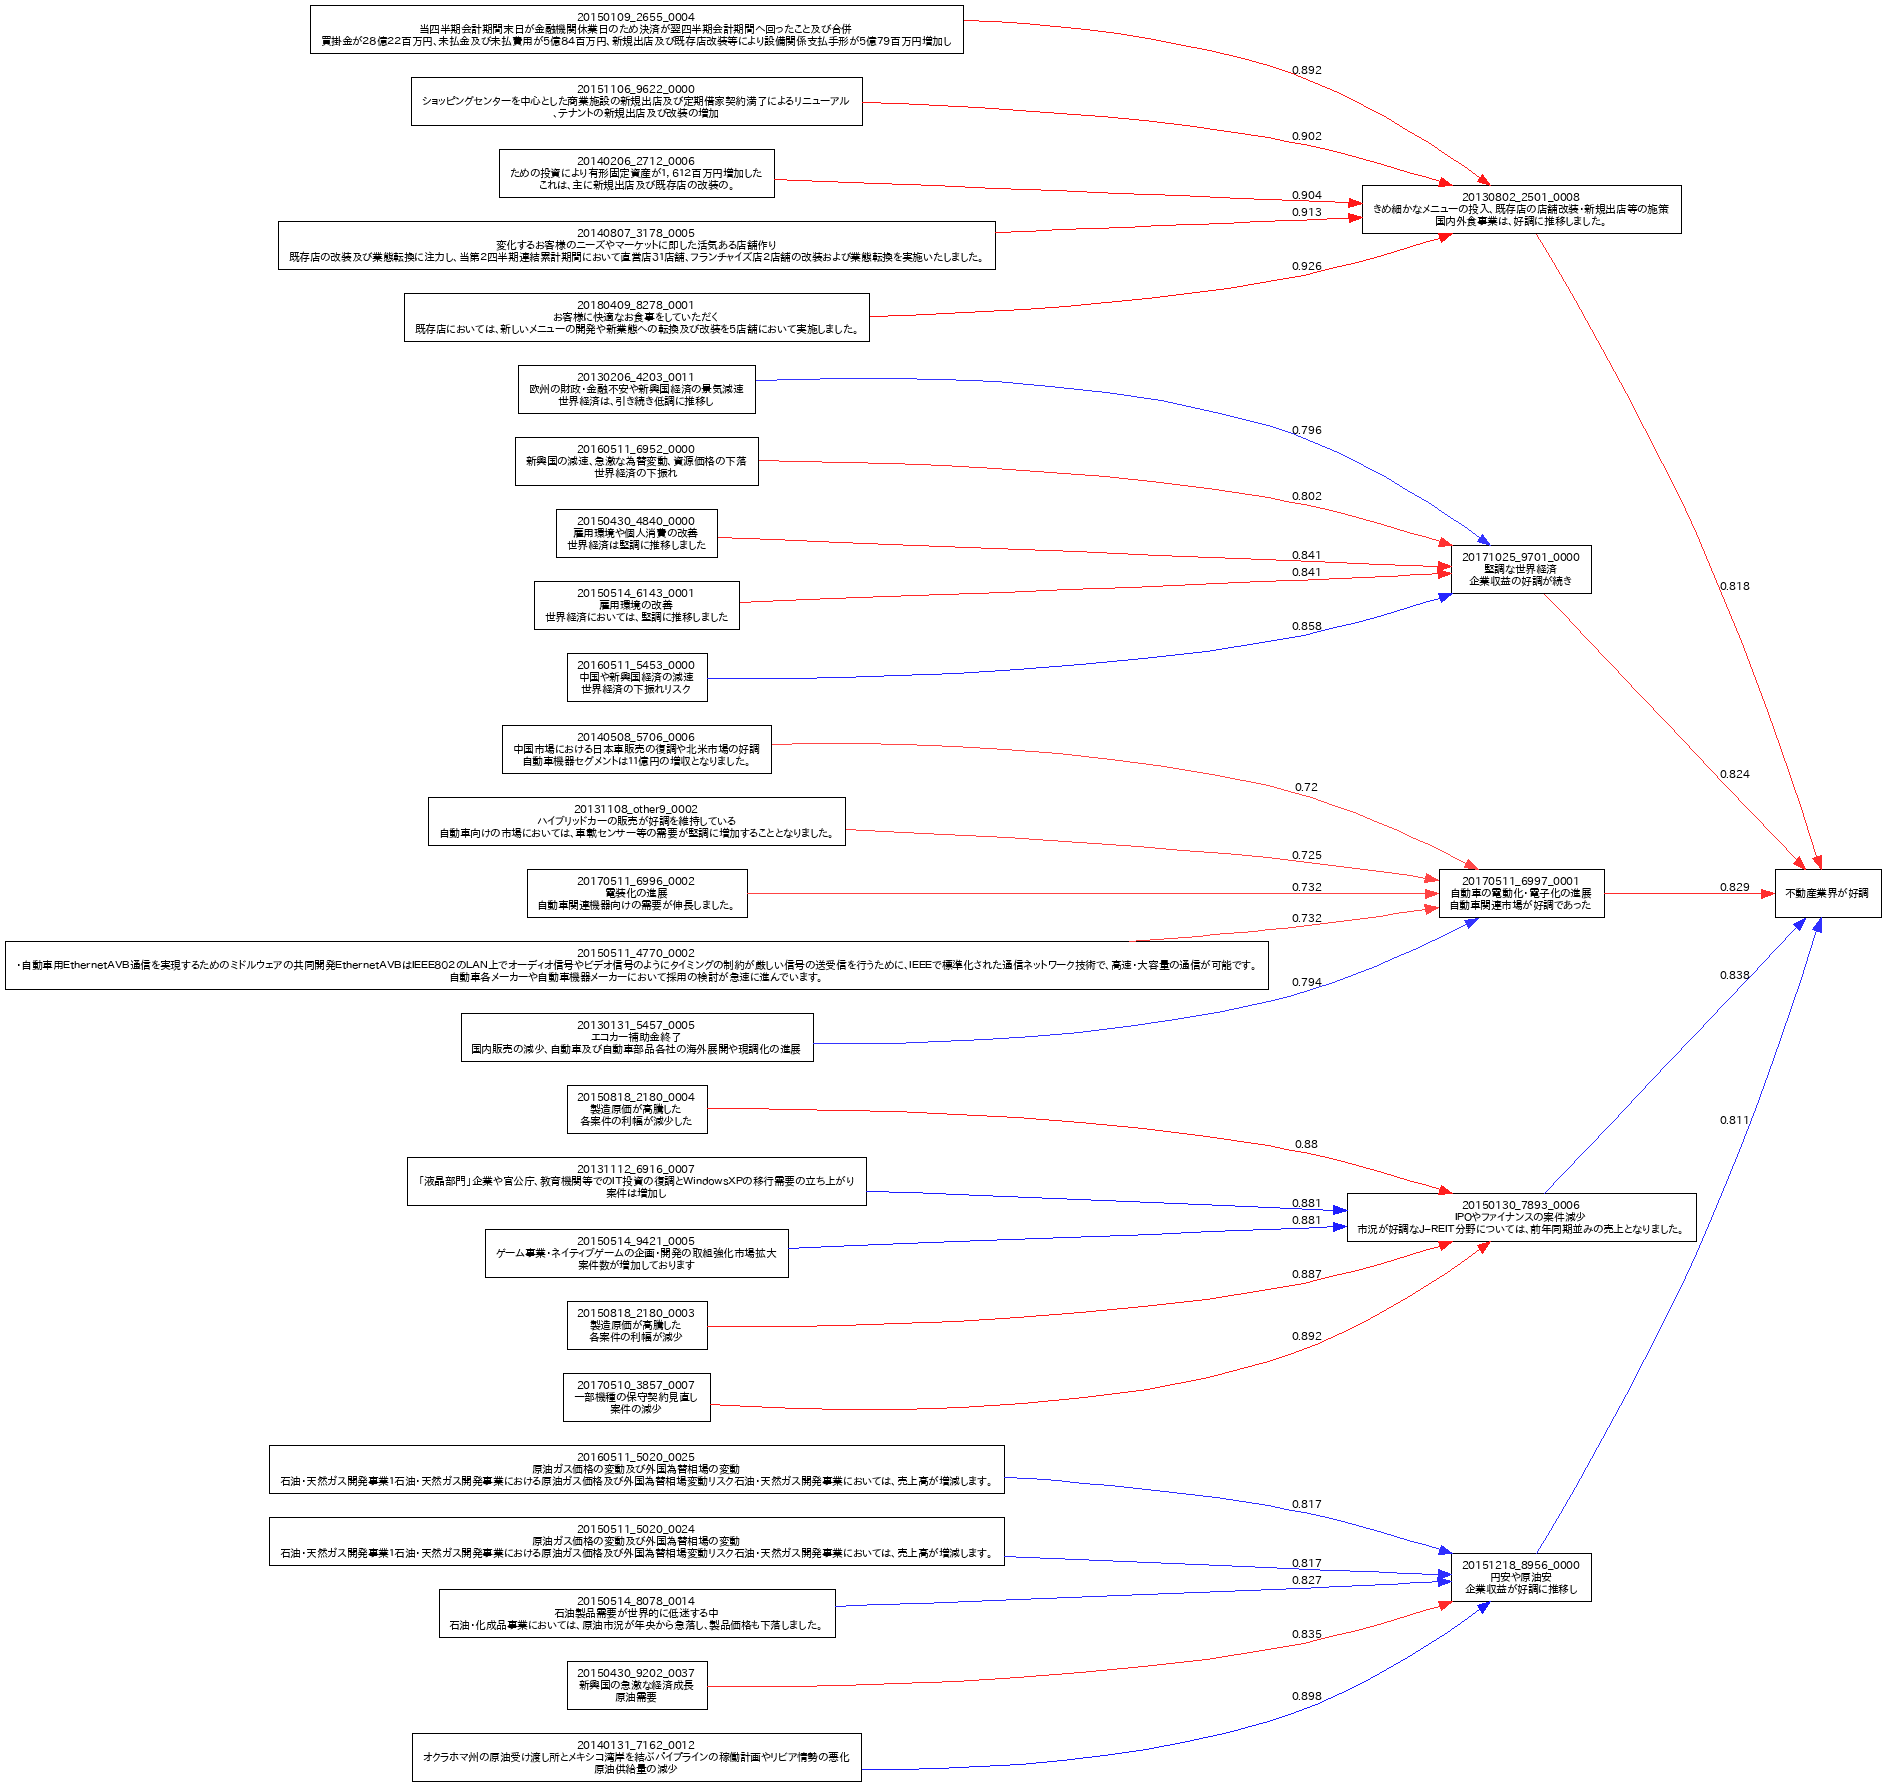 20150109_2655_0004
当四半期会計期間末日が金融機関休業日のため決済が翌四半期会計期間へ回ったこと及び合併
買掛金が28億22百万円、未払金及び未払費用が5億84百万円、新規出店及び既存店改装等により設備関係支払手形が5億79百万円増加し
0.892
20151106_9622_0000
ショッピングセンターを中心とした商業施設の新規出店及び定期借家契約満了によるリニューアル
、テナントの新規出店及び改装の増加
0.902
20140206_2712_0006
ための投資により有形固定資産が1，612百万円増加した
これは、主に新規出店及び既存店の改装の。
0.904
20140807_3178_0005
変化するお客様のニーズやマーケットに即した活気ある店舗作り
既存店の改装及び業態転換に注力し、当第2四半期連結累計期間において直営店31店舗、フランチャイズ店2店舗の改装および業態転換を実施いたしました。
0.913
20180409_8278_0001
お客様に快適なお食事をしていただく
既存店においては、新しいメニューの開発や新業態への転換及び改装を5店舗において実施しました。
0.926
20130802_2501_0008
きめ細かなメニューの投入、既存店の店舗改装・新規出店等の施策
国内外食事業は、好調に推移しました。
0.818
20130206_4203_0011
欧州の財政・金融不安や新興国経済の景気減速
世界経済は、引き続き低調に推移し
0.796
20160511_6952_0000
新興国の減速、急激な為替変動、資源価格の下落
世界経済の下振れ
0.802
20150430_4840_0000
雇用環境や個人消費の改善
世界経済は堅調に推移しました
0.841
20150514_6143_0001
雇用環境の改善
世界経済においては、堅調に推移しました
0.841
20160511_5453_0000
中国や新興国経済の減速
世界経済の下振れリスク
0.858
20171025_9701_0000
堅調な世界経済
企業収益の好調が続き
0.824
20140508_5706_0006
中国市場における日本車販売の復調や北米市場の好調
自動車機器セグメントは11億円の増収となりました。
0.72
20131108_other9_0002
ハイブリッドカーの販売が好調を維持している
自動車向けの市場においては、車載センサー等の需要が堅調に増加することとなりました。
0.725
20170511_6996_0002
電装化の進展
自動車関連機器向けの需要が伸長しました。
0.732
20150511_4770_0002
・自動車用EthernetAVB通信を実現するためのミドルウェアの共同開発EthernetAVBはIEEE802のLAN上でオーディオ信号やビデオ信号のようにタイミングの制約が厳しい信号の送受信を行うために、IEEEで標準化された通信ネットワーク技術で、高速・大容量の通信が可能です。
自動車各メーカーや自動車機器メーカーにおいて採用の検討が急速に進んでいます。
0.732
20130131_5457_0005
エコカー補助金終了
国内販売の減少、自動車及び自動車部品各社の海外展開や現調化の進展
0.794
20170511_6997_0001
自動車の電動化・電子化の進展
自動車関連市場が好調であった
0.829
不動産業界が好調
20150818_2180_0004
製造原価が高騰した
各案件の利幅が減少した
0.88
20131112_6916_0007
「液晶部門」企業や官公庁、教育機関等でのIT投資の復調とWindowsXPの移行需要の立ち上がり
案件は増加し
0.881
20150514_9421_0005
ゲーム事業・ネイティブゲームの企画・開発の取組強化市場拡大
案件数が増加しております
0.881
20150818_2180_0003
製造原価が高騰した
各案件の利幅が減少
0.887
20170510_3857_0007
一部機種の保守契約見直し
案件の減少
0.892
20150130_7893_0006
IPOやファイナンスの案件減少
市況が好調なJ-REIT分野については、前年同期並みの売上となりました。
0.838
20160511_5020_0025
原油ガス価格の変動及び外国為替相場の変動
石油・天然ガス開発事業1石油・天然ガス開発事業における原油ガス価格及び外国為替相場変動リスク石油・天然ガス開発事業においては、売上高が増減します。
0.817
20150511_5020_0024
原油ガス価格の変動及び外国為替相場の変動
石油・天然ガス開発事業1石油・天然ガス開発事業における原油ガス価格及び外国為替相場変動リスク石油・天然ガス開発事業においては、売上高が増減します。
0.817
20150514_8078_0014
石油製品需要が世界的に低迷する中
石油・化成品事業においては、原油市況が年央から急落し、製品価格も下落しました。
0.827
20150430_9202_0037
新興国の急激な経済成長
原油需要
0.835
20140131_7162_0012
オクラホマ州の原油受け渡し所とメキシコ湾岸を結ぶパイプラインの稼働計画やリビア情勢の悪化
原油供給量の減少
0.898
20151218_8956_0000
円安や原油安
企業収益が好調に推移し
0.811